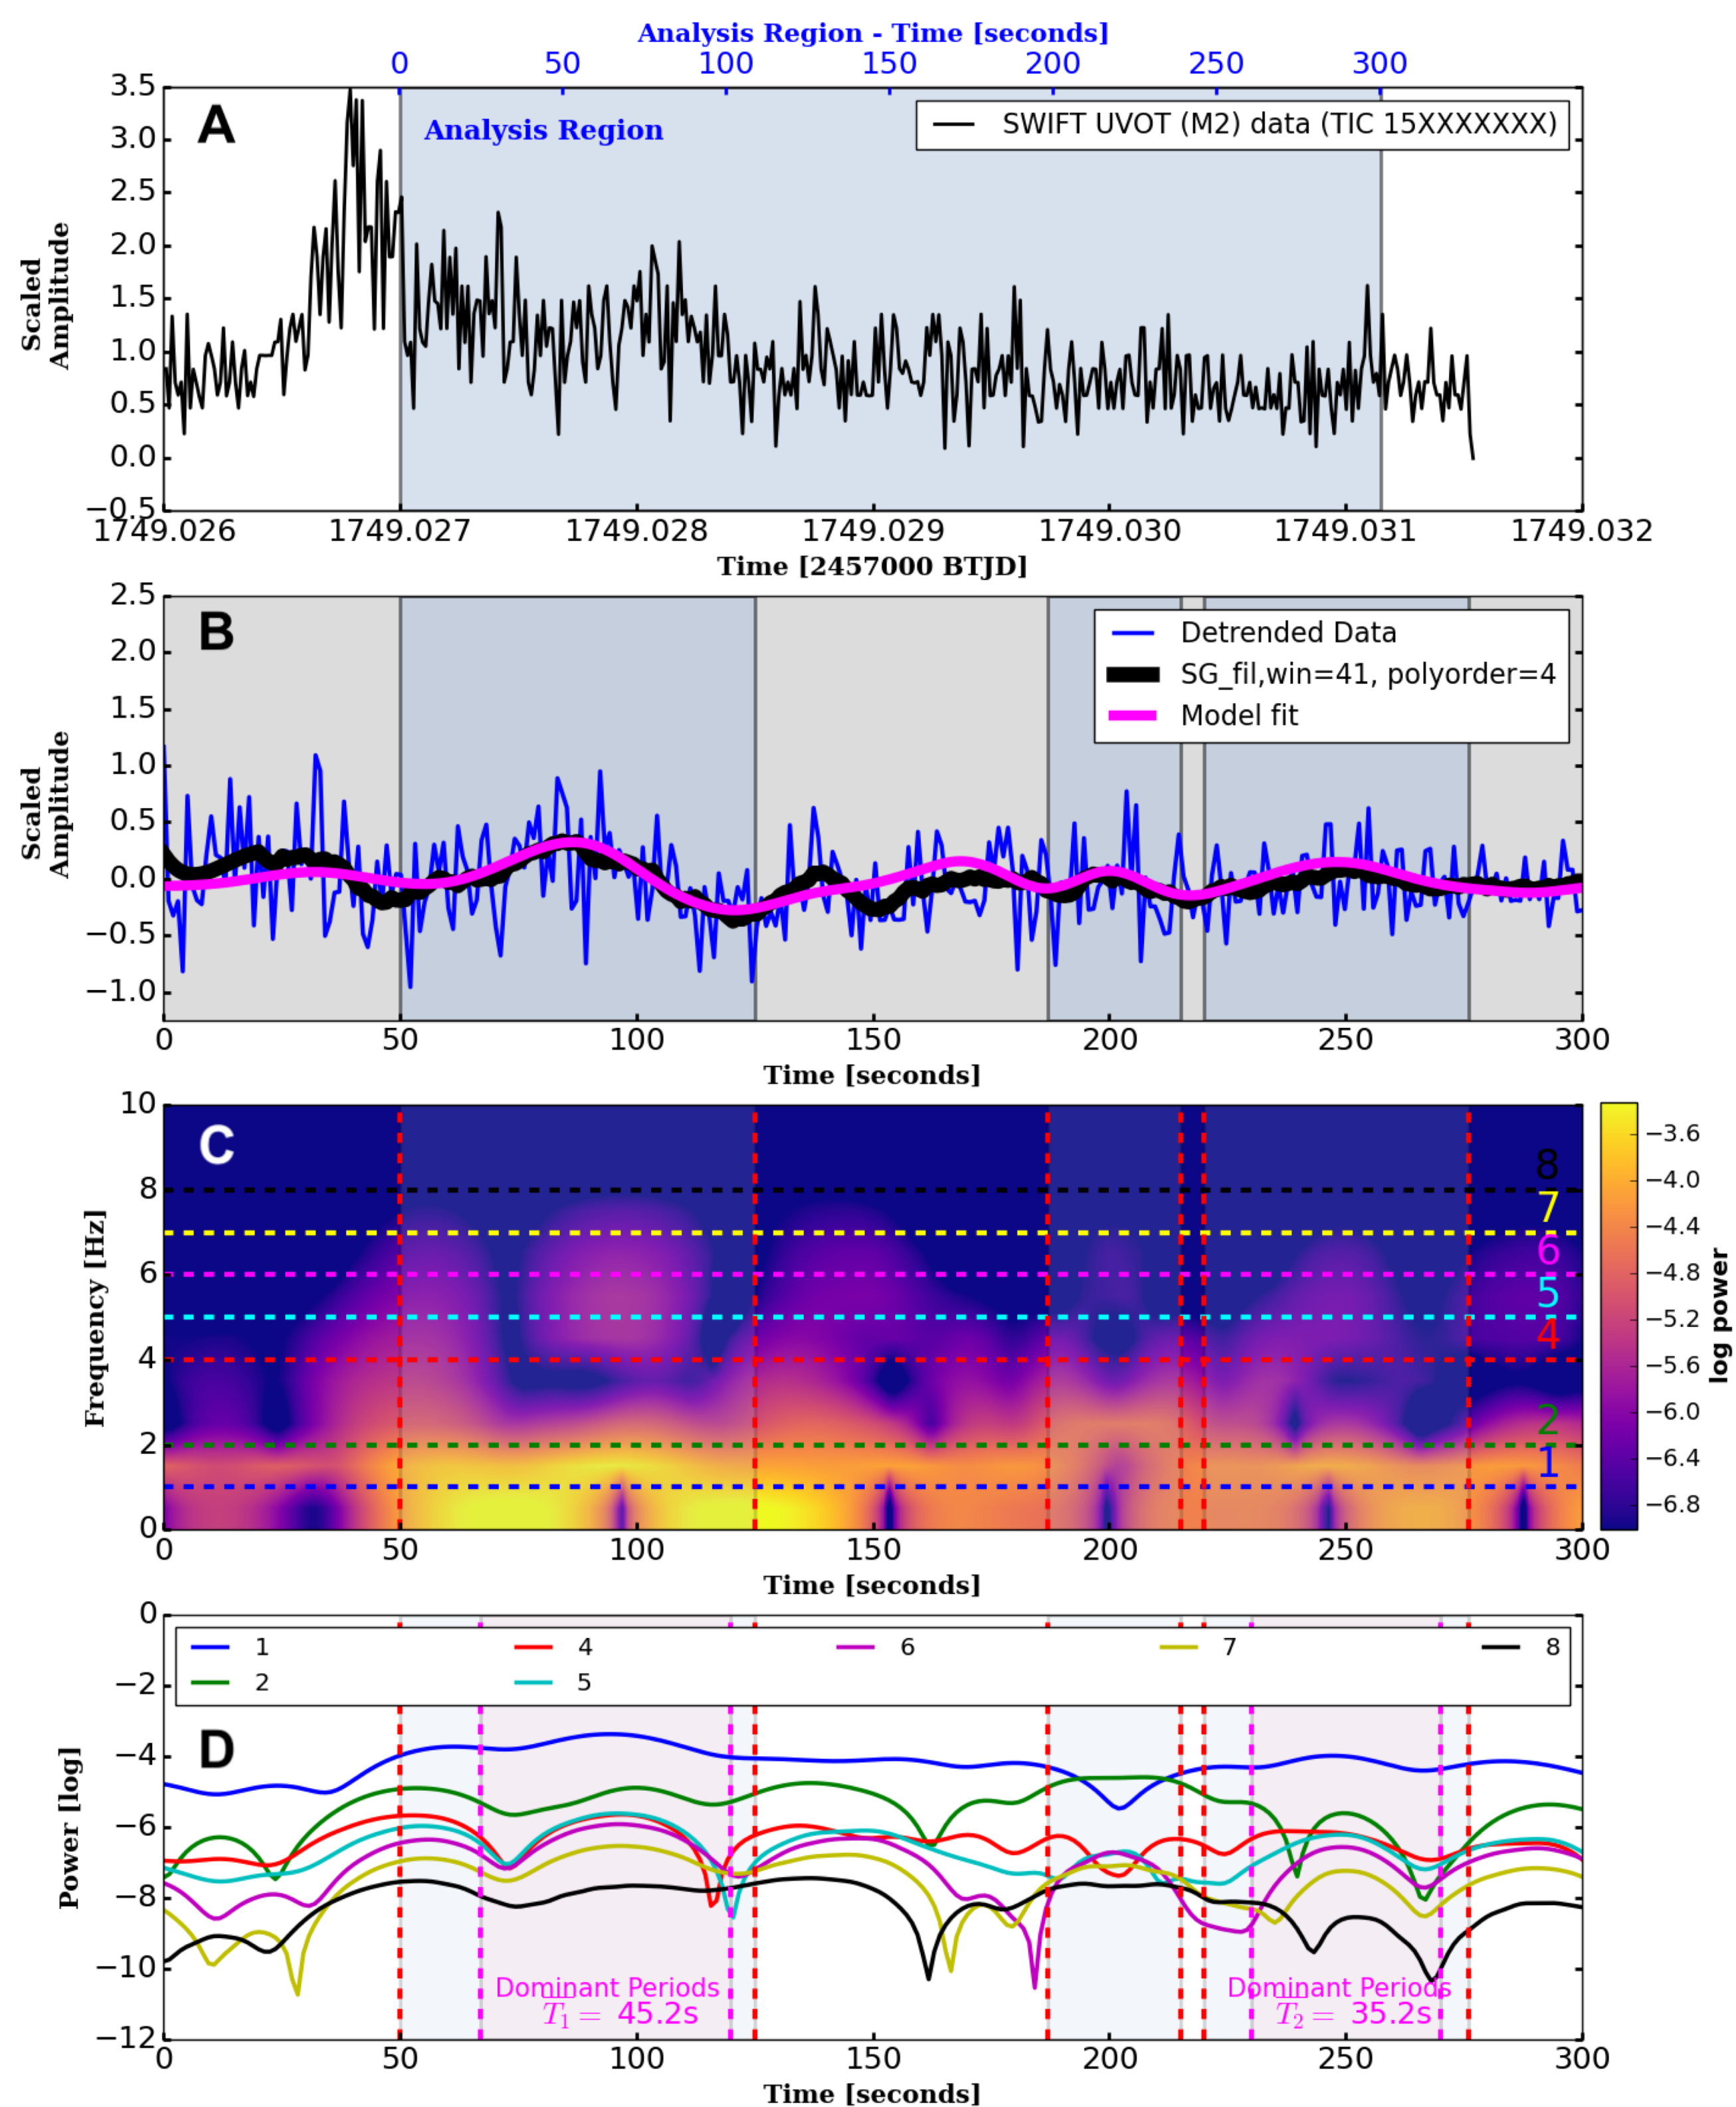 Analysis Region - Time [seconds]
0 50 100 150 200 250 300
A
Analysis Region
SWIFT UVOT (M2) data (TIC 15XXXXXXX)
3.5
3.0
2.5
2.0
1.5
1.0
0.5
0.0
−0.5
Scaled
Amplitude
1749.026 1749.027 1749.028 1749.029 1749.030 1749.031 1749.032
Time [2457000 BTJD]
B
Detrended Data
SG_fil,win=41, polyorder=4
Model fit
2.5
2.0
1.5
1.0
0.5
0.0
−0.5
−1.0
Scaled
Amplitude
0 50 100 150 200 250 300
Time [seconds]
C
10
8
6
4
2
0
Frequency [Hz]
8
7
6
5
4
2
1
−3.6
−4.0
−4.4
−4.8
−5.2
−5.6
−6.0
−6.4
−6.8
log power
0 50 100 150 200 250 300
Time [seconds]
0
−2
−4
−6
−8
−10
−12
Power [log]
1 4 6 7 8
2 5
D
Dominant Periods Dominant Periods
T₁ = 45.2s T₂ = 35.2s
0 50 100 150 200 250 300
Time [seconds]